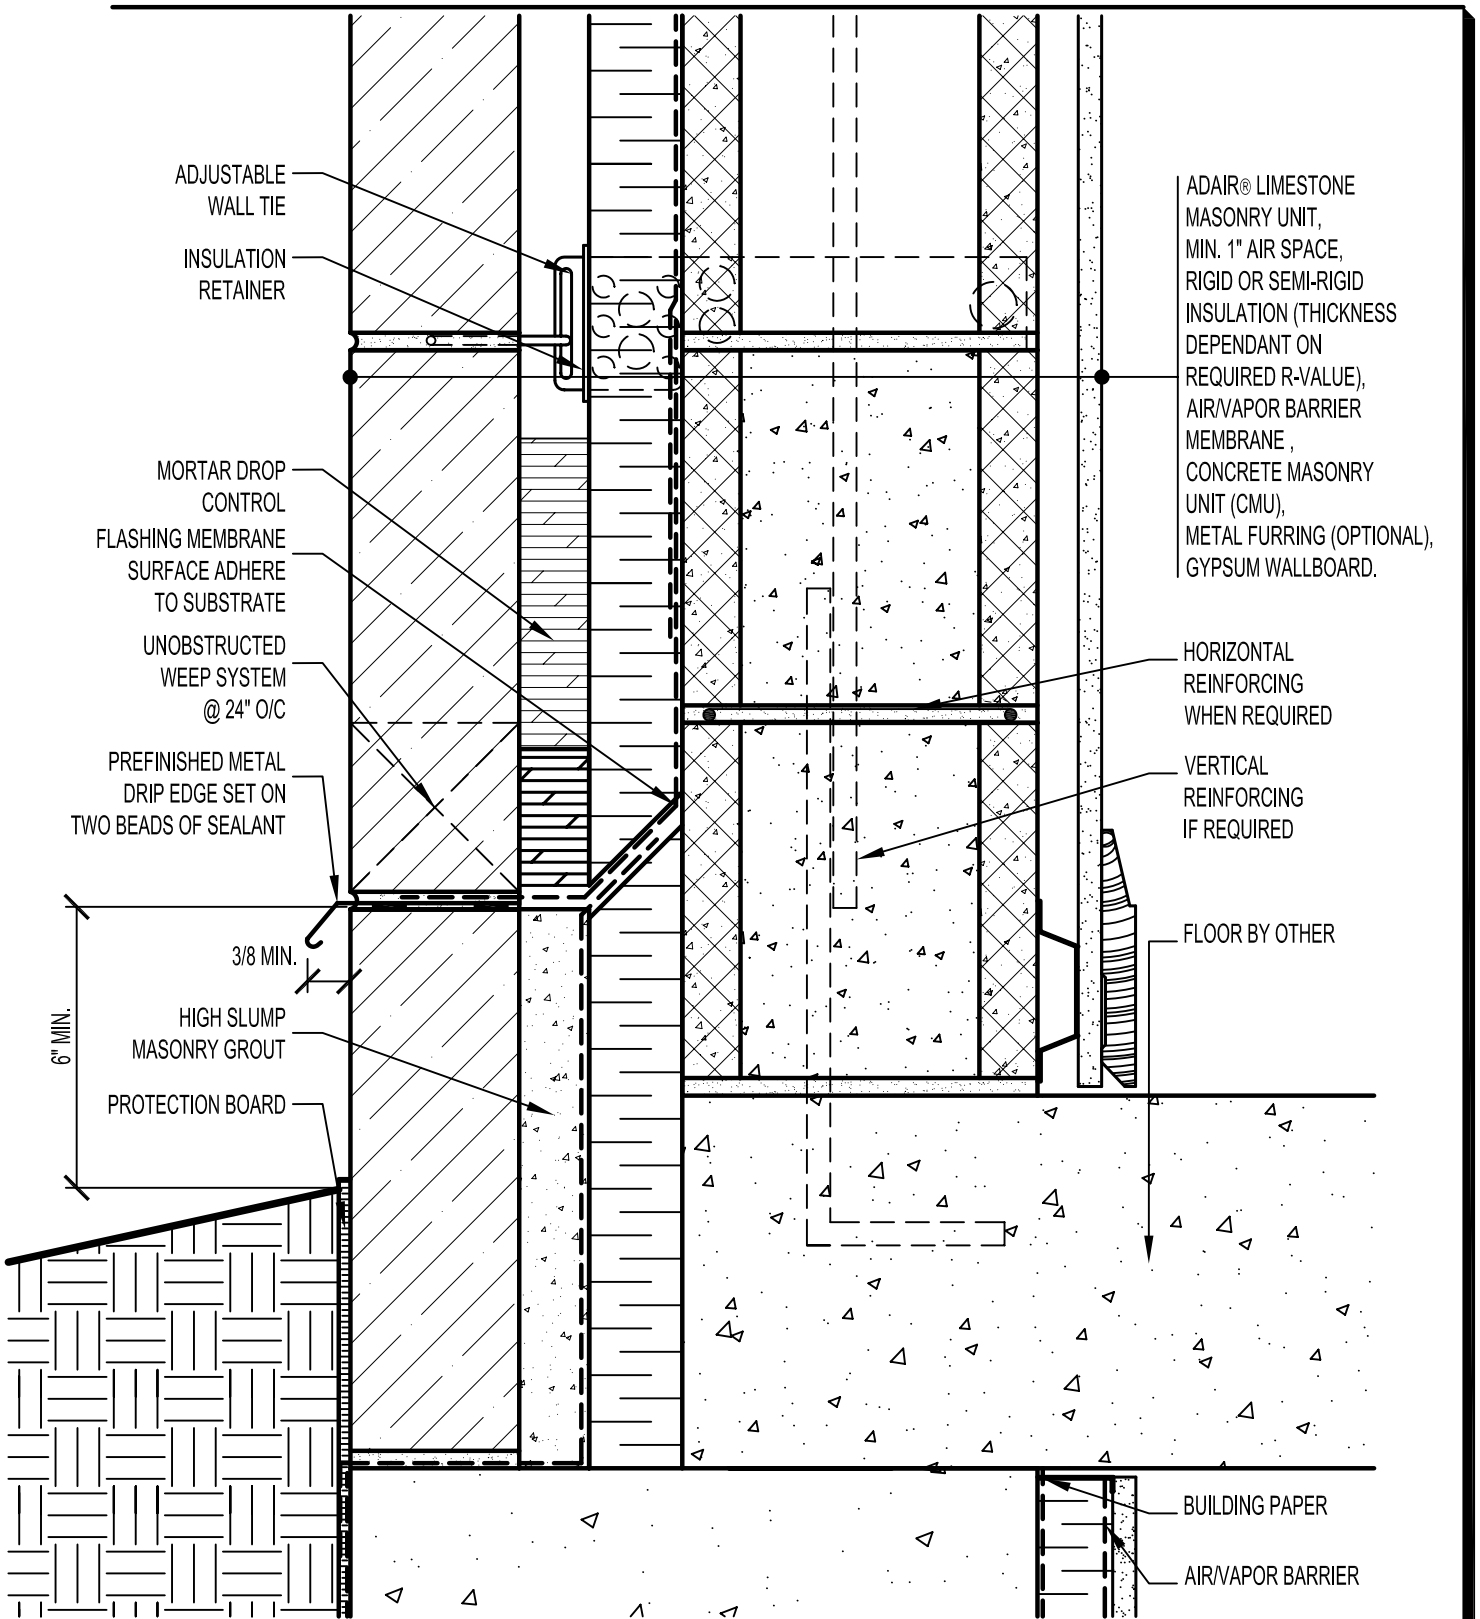 ADJUSTABLE
WALL TIE
INSULATION
RETAINER
MORTAR DROP
CONTROL
FLASHING MEMBRANE
SURFACE ADHERE
TO SUBSTRATE
UNOBSTRUCTED
WEEP SYSTEM
@ 24" O/C
PREFINISHED METAL
DRIP EDGE SET ON
TWO BEADS OF SEALANT
3/8 MIN.
6" MIN.
HIGH SLUMP
MASONRY GROUT
PROTECTION BOARD
ADAIR® LIMESTONE
MASONRY UNIT,
MIN. 1" AIR SPACE,
RIGID OR SEMI-RIGID
INSULATION (THICKNESS
DEPENDANT ON
REQUIRED R-VALUE),
AIR/VAPOR BARRIER
MEMBRANE ,
CONCRETE MASONRY
UNIT (CMU),
METAL FURRING (OPTIONAL),
GYPSUM WALLBOARD.
HORIZONTAL
REINFORCING
WHEN REQUIRED
VERTICAL
REINFORCING
IF REQUIRED
FLOOR BY OTHER
BUILDING PAPER
AIR/VAPOR BARRIER